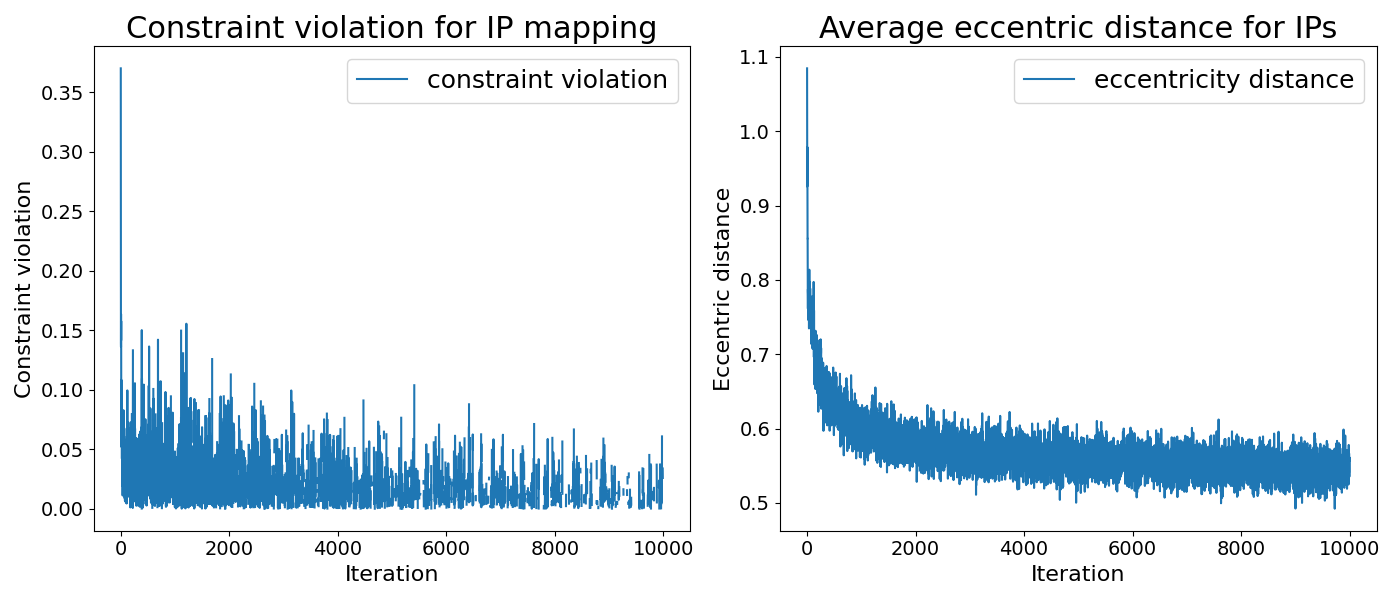 Constraint violation for IP mapping
constraint violation
Constraint violation
0.35
0.30
0.25
0.20
0.15
0.10
0.05
0.00
0 2000 4000 6000 8000 10000
Iteration
Average eccentric distance for IPs
eccentricity distance
Eccentric distance
1.1
1.0
0.9
0.8
0.7
0.6
0.5
0 2000 4000 6000 8000 10000
Iteration